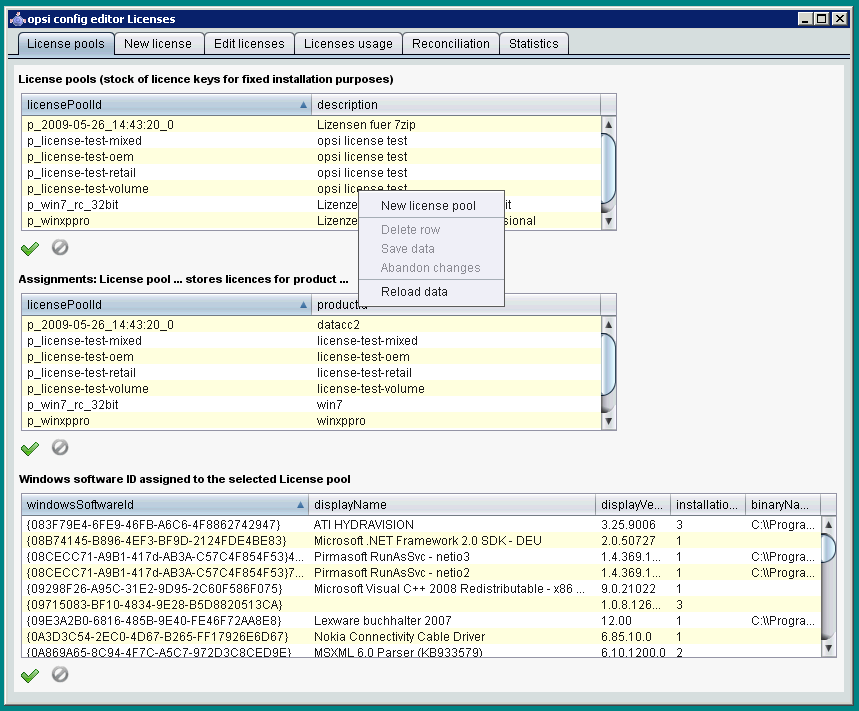 opsi config editor Licenses
License pools New license Edit licenses Licenses usage Reconciliation Statistics
License pools (stock of licence keys for fixed installation purposes)
licensePoolId description
p_2009-05-26_14:43:20_0 Lizensen fuer 7zip
p_license-test-mixed opsi license test
p_license-test-oem opsi license test
p_license-test-retail opsi license test
p_license-test-volume opsi license test
p_win7_rc_32bit Lizenze it
p_winxppro Lizenze sional
New license pool
Delete row
Save data
Abandon changes
Reload data
Assignments: License pool ... stores licences for product ...
licensePoolId productId
p_2009-05-26_14:43:20_0 datacc2
p_license-test-mixed license-test-mixed
p_license-test-oem license-test-oem
p_license-test-retail license-test-retail
p_license-test-volume license-test-volume
p_win7_rc_32bit win7
p_winxppro winxppro
Windows software ID assigned to the selected License pool
windowsSoftwareId displayName displayVe... installatio... binaryNa...
{083F79E4-6FE9-46FB-A6C6-4F8862742947} ATI HYDRAVISION 3.25.9006 3 C:\\Progra...
{08B74145-B896-4EF3-BF9D-2124FDE4BE83} Microsoft .NET Framework 2.0 SDK - DEU 2.0.50727 1
{08CECC71-A9B1-417d-AB3A-C57C4F854F53}4... Pirmasoft RunAsSvc - netio3 1.4.369.1... 1 C:\\Progra...
{08CECC71-A9B1-417d-AB3A-C57C4F854F53}7... Pirmasoft RunAsSvc - netio2 1.4.369.1... 1 C:\\Progra...
{09298F26-A95C-31E2-9D95-2C60F586F075} Microsoft Visual C++ 2008 Redistributable - x86 ... 9.0.21022 1
{09715083-BF10-4834-9E28-B5D8820513CA} 1.0.8.126... 3
{09E3A2B0-6816-485B-9E40-FE46F72AA8E8} Lexware buchhalter 2007 12.00 1 C:\\Progra...
{0A3D3C54-2EC0-4D67-B265-FF17926E6D67} Nokia Connectivity Cable Driver 6.85.10.0 1
{0A869A65-8C94-4F7C-A5C7-972D3C8CED9E} MSXML 6.0 Parser (KB933579) 6.10.1200.0 2